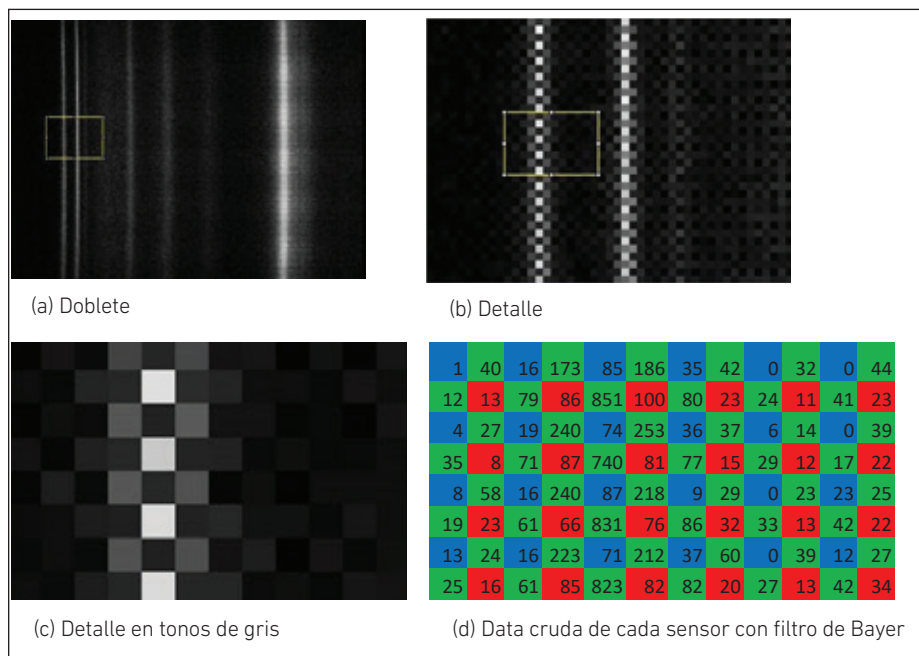 (a) Doblete
(b) Detalle
(c) Detalle en tonos de gris
1 40 16 173 85 186 35 42 0 32 0 44
12 13 79 86 851 100 80 23 24 11 41 23
4 27 19 240 74 253 36 37 6 14 0 39
35 8 71 87 740 81 77 15 29 12 17 22
8 58 16 240 87 218 9 29 0 23 23 25
19 23 61 66 831 76 86 32 33 13 42 22
13 24 16 223 71 212 37 60 0 39 12 27
25 16 61 85 823 82 82 20 27 13 42 34
(d) Data cruda de cada sensor con filtro de Bayer